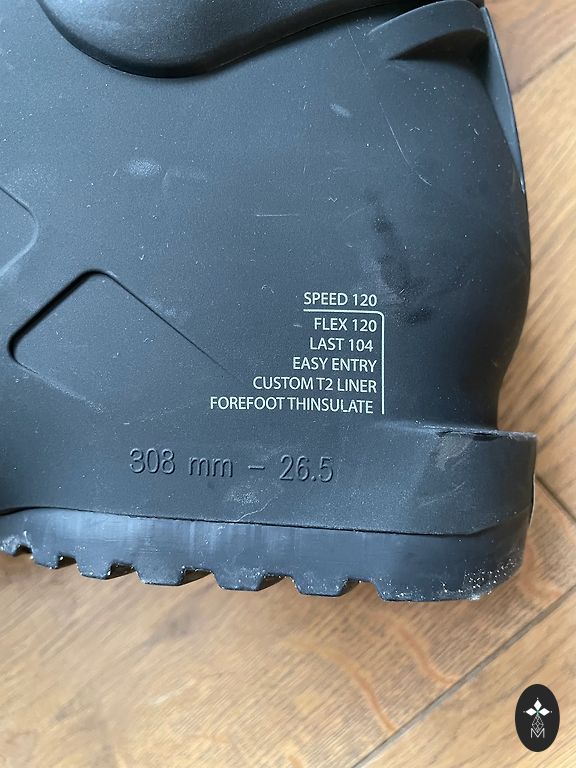 SPEED 120
FLEX 120
LAST 104
EASY ENTRY
CUSTOM T2 LINER
FOREFOOT THINSULATE
308 mm - 26.5
M